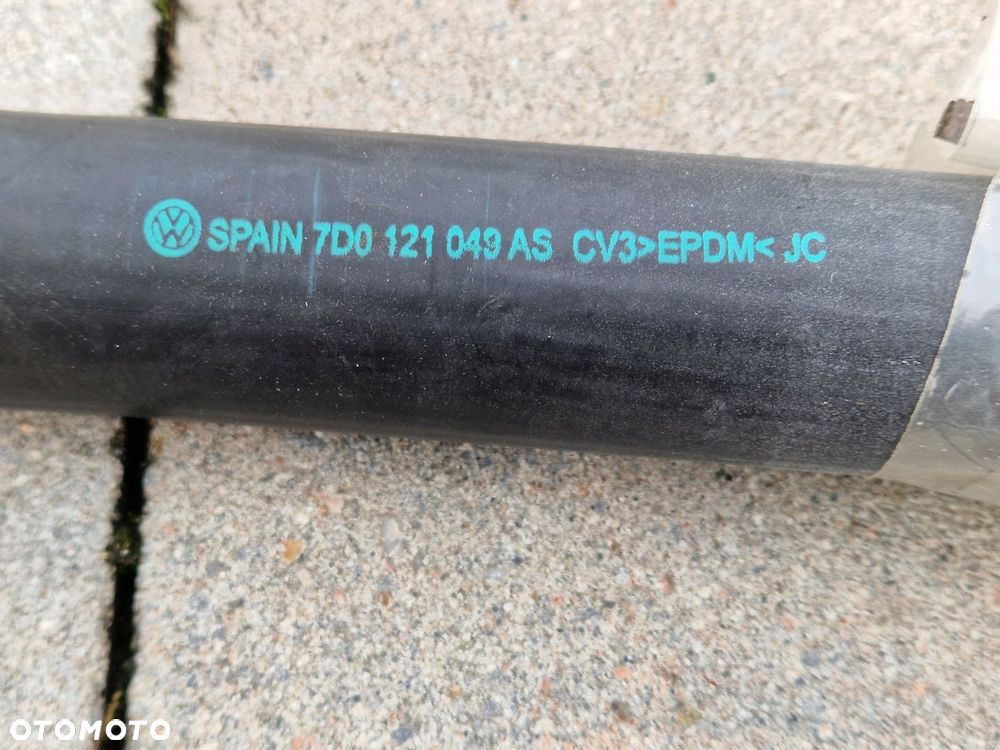 SPAIN 7D0 121 049 AS CV3>EPDM< JC
OTOMOTO